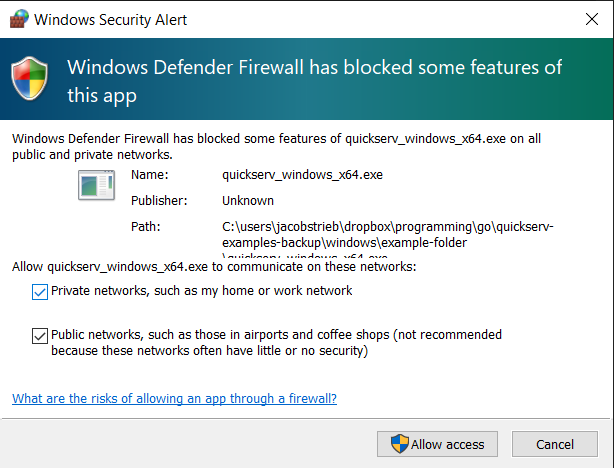 Windows Security Alert
Windows Defender Firewall has blocked some features of
this app
Windows Defender Firewall has blocked some features of quickserv_windows_x64.exe on all
public and private networks.
Name: quickserv_windows_x64.exe
Publisher: Unknown
Path: C:\users\jacobstrieb\dropbox\programming\go\quickserv-
examples-backup\windows\example-folder
\quickserv_windows_x64.exe
Allow quickserv_windows_x64.exe to communicate on these networks:
Private networks, such as my home or work network
Public networks, such as those in airports and coffee shops (not recommended
because these networks often have little or no security)
What are the risks of allowing an app through a firewall?
Allow access
Cancel